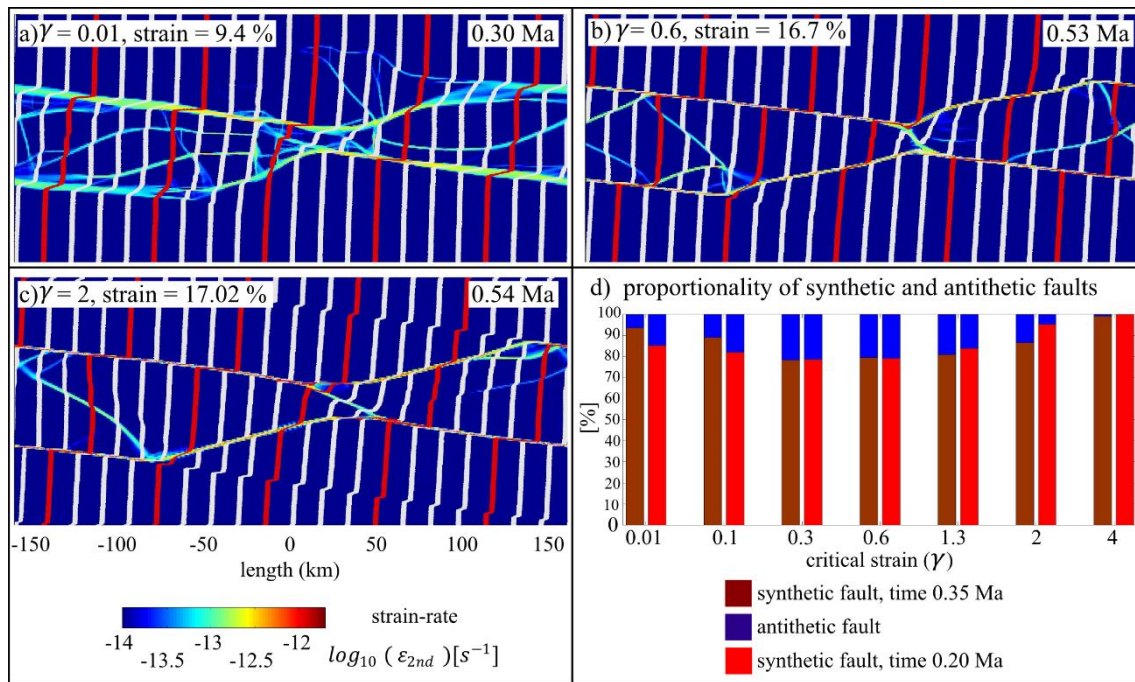 a) γ = 0.01, strain = 9.4 %
0.30 Ma
b) γ = 0.6, strain = 16.7 %
0.53 Ma
c) γ = 2, strain = 17.02 %
0.54 Ma
-150 -100 -50 0 50 100 150
length (km)
strain-rate
-14 -13 -12
-13.5 -12.5
log₁₀ ( ε₂ₙd )[s⁻¹]
d) proportionality of synthetic and antithetic faults
100
90
80
70
60
50
40
30
20
10
0
[%]
0.01 0.1 0.3 0.6 1.3 2 4
critical strain (γ)
synthetic fault, time 0.35 Ma
antithetic fault
synthetic fault, time 0.20 Ma